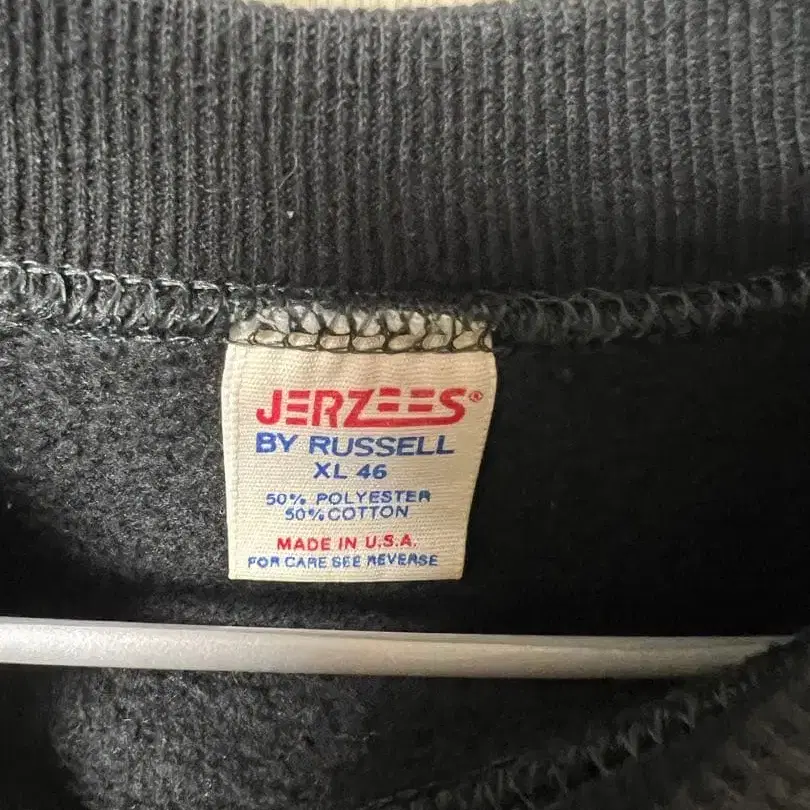 JERZEES®
BY RUSSELL
XL 46
50% POLYESTER
50% COTTON
MADE IN U.S.A.
FOR CARE SEE REVERSE